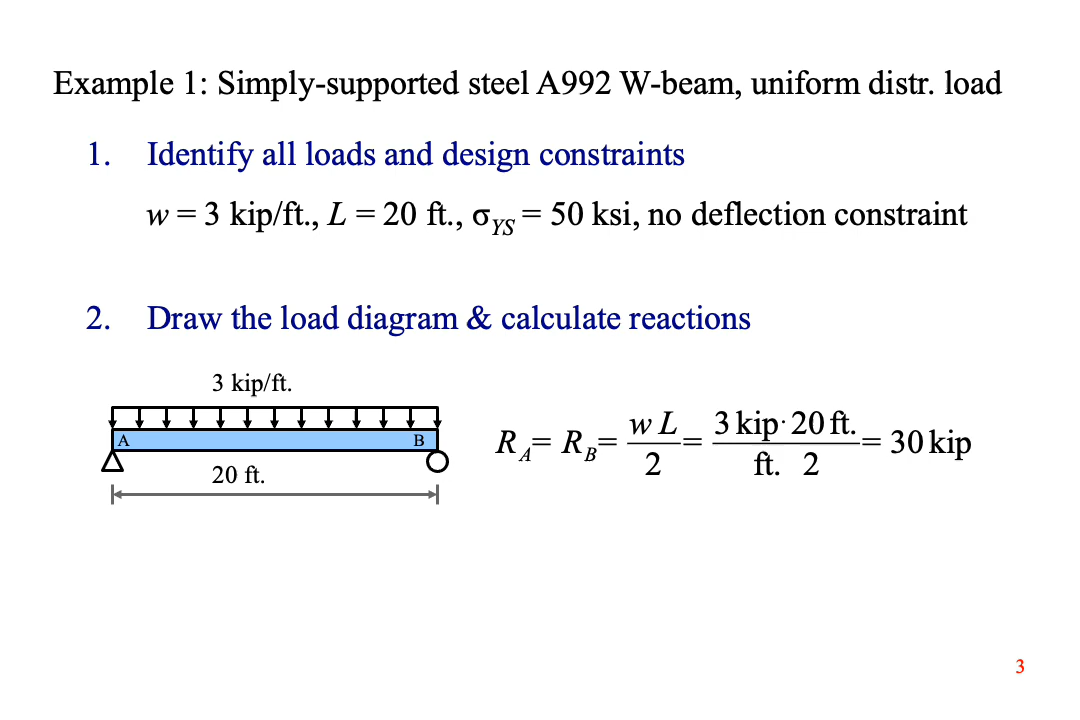 Example 1: Simply-supported steel A992 W-beam, uniform distr. load
1. Identify all loads and design constraints
w = 3 kip/ft., L = 20 ft., σYS = 50 ksi, no deflection constraint
2. Draw the load diagram & calculate reactions
3 kip/ft.
A B
20 ft.
RA = RB = w L / 2 = 3 kip · 20 ft. / ft. 2 = 30 kip
3